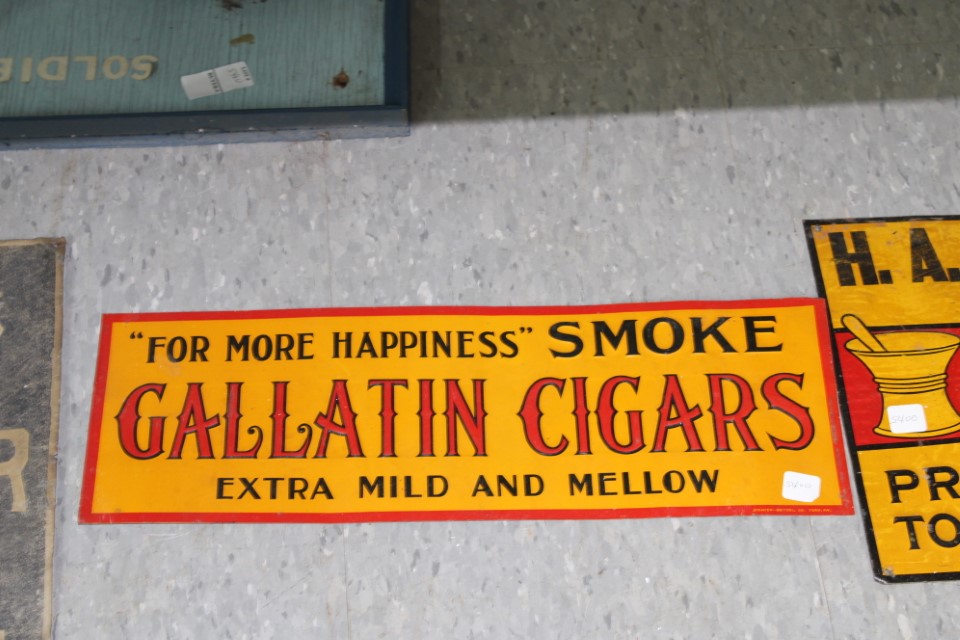 SOLDIE
"FOR MORE HAPPINESS" SMOKE
GALLATIN CIGARS
EXTRA MILD AND MELLOW
H. A.
PR
TO
R